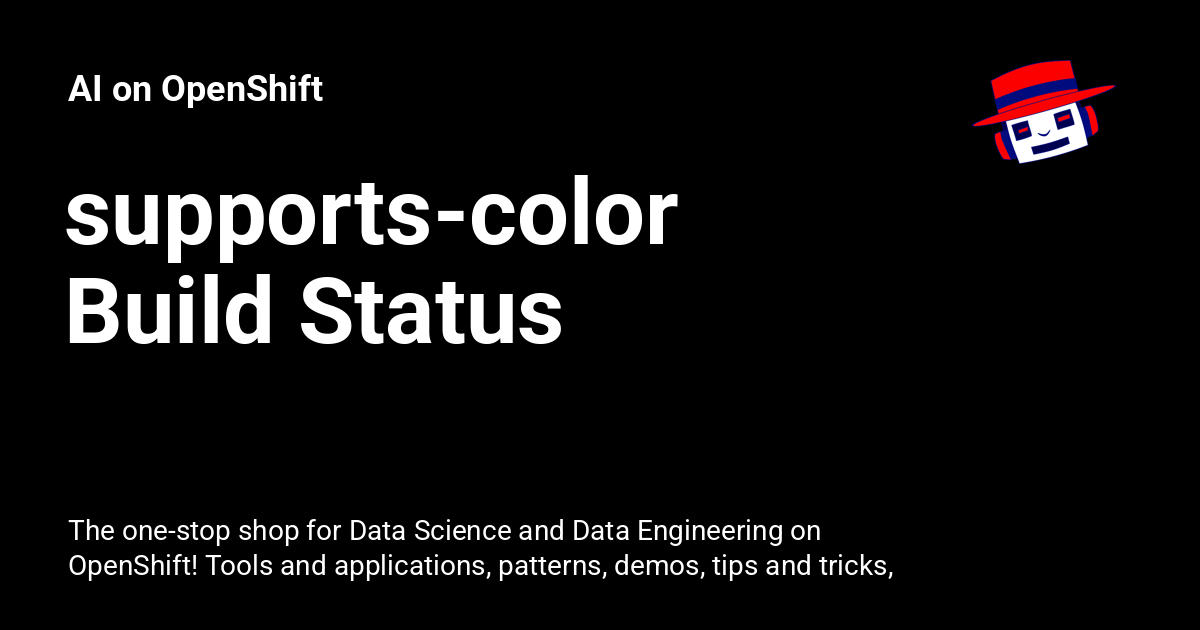 AI on OpenShift
supports-color
Build Status
The one-stop shop for Data Science and Data Engineering on
OpenShift! Tools and applications, patterns, demos, tips and tricks,